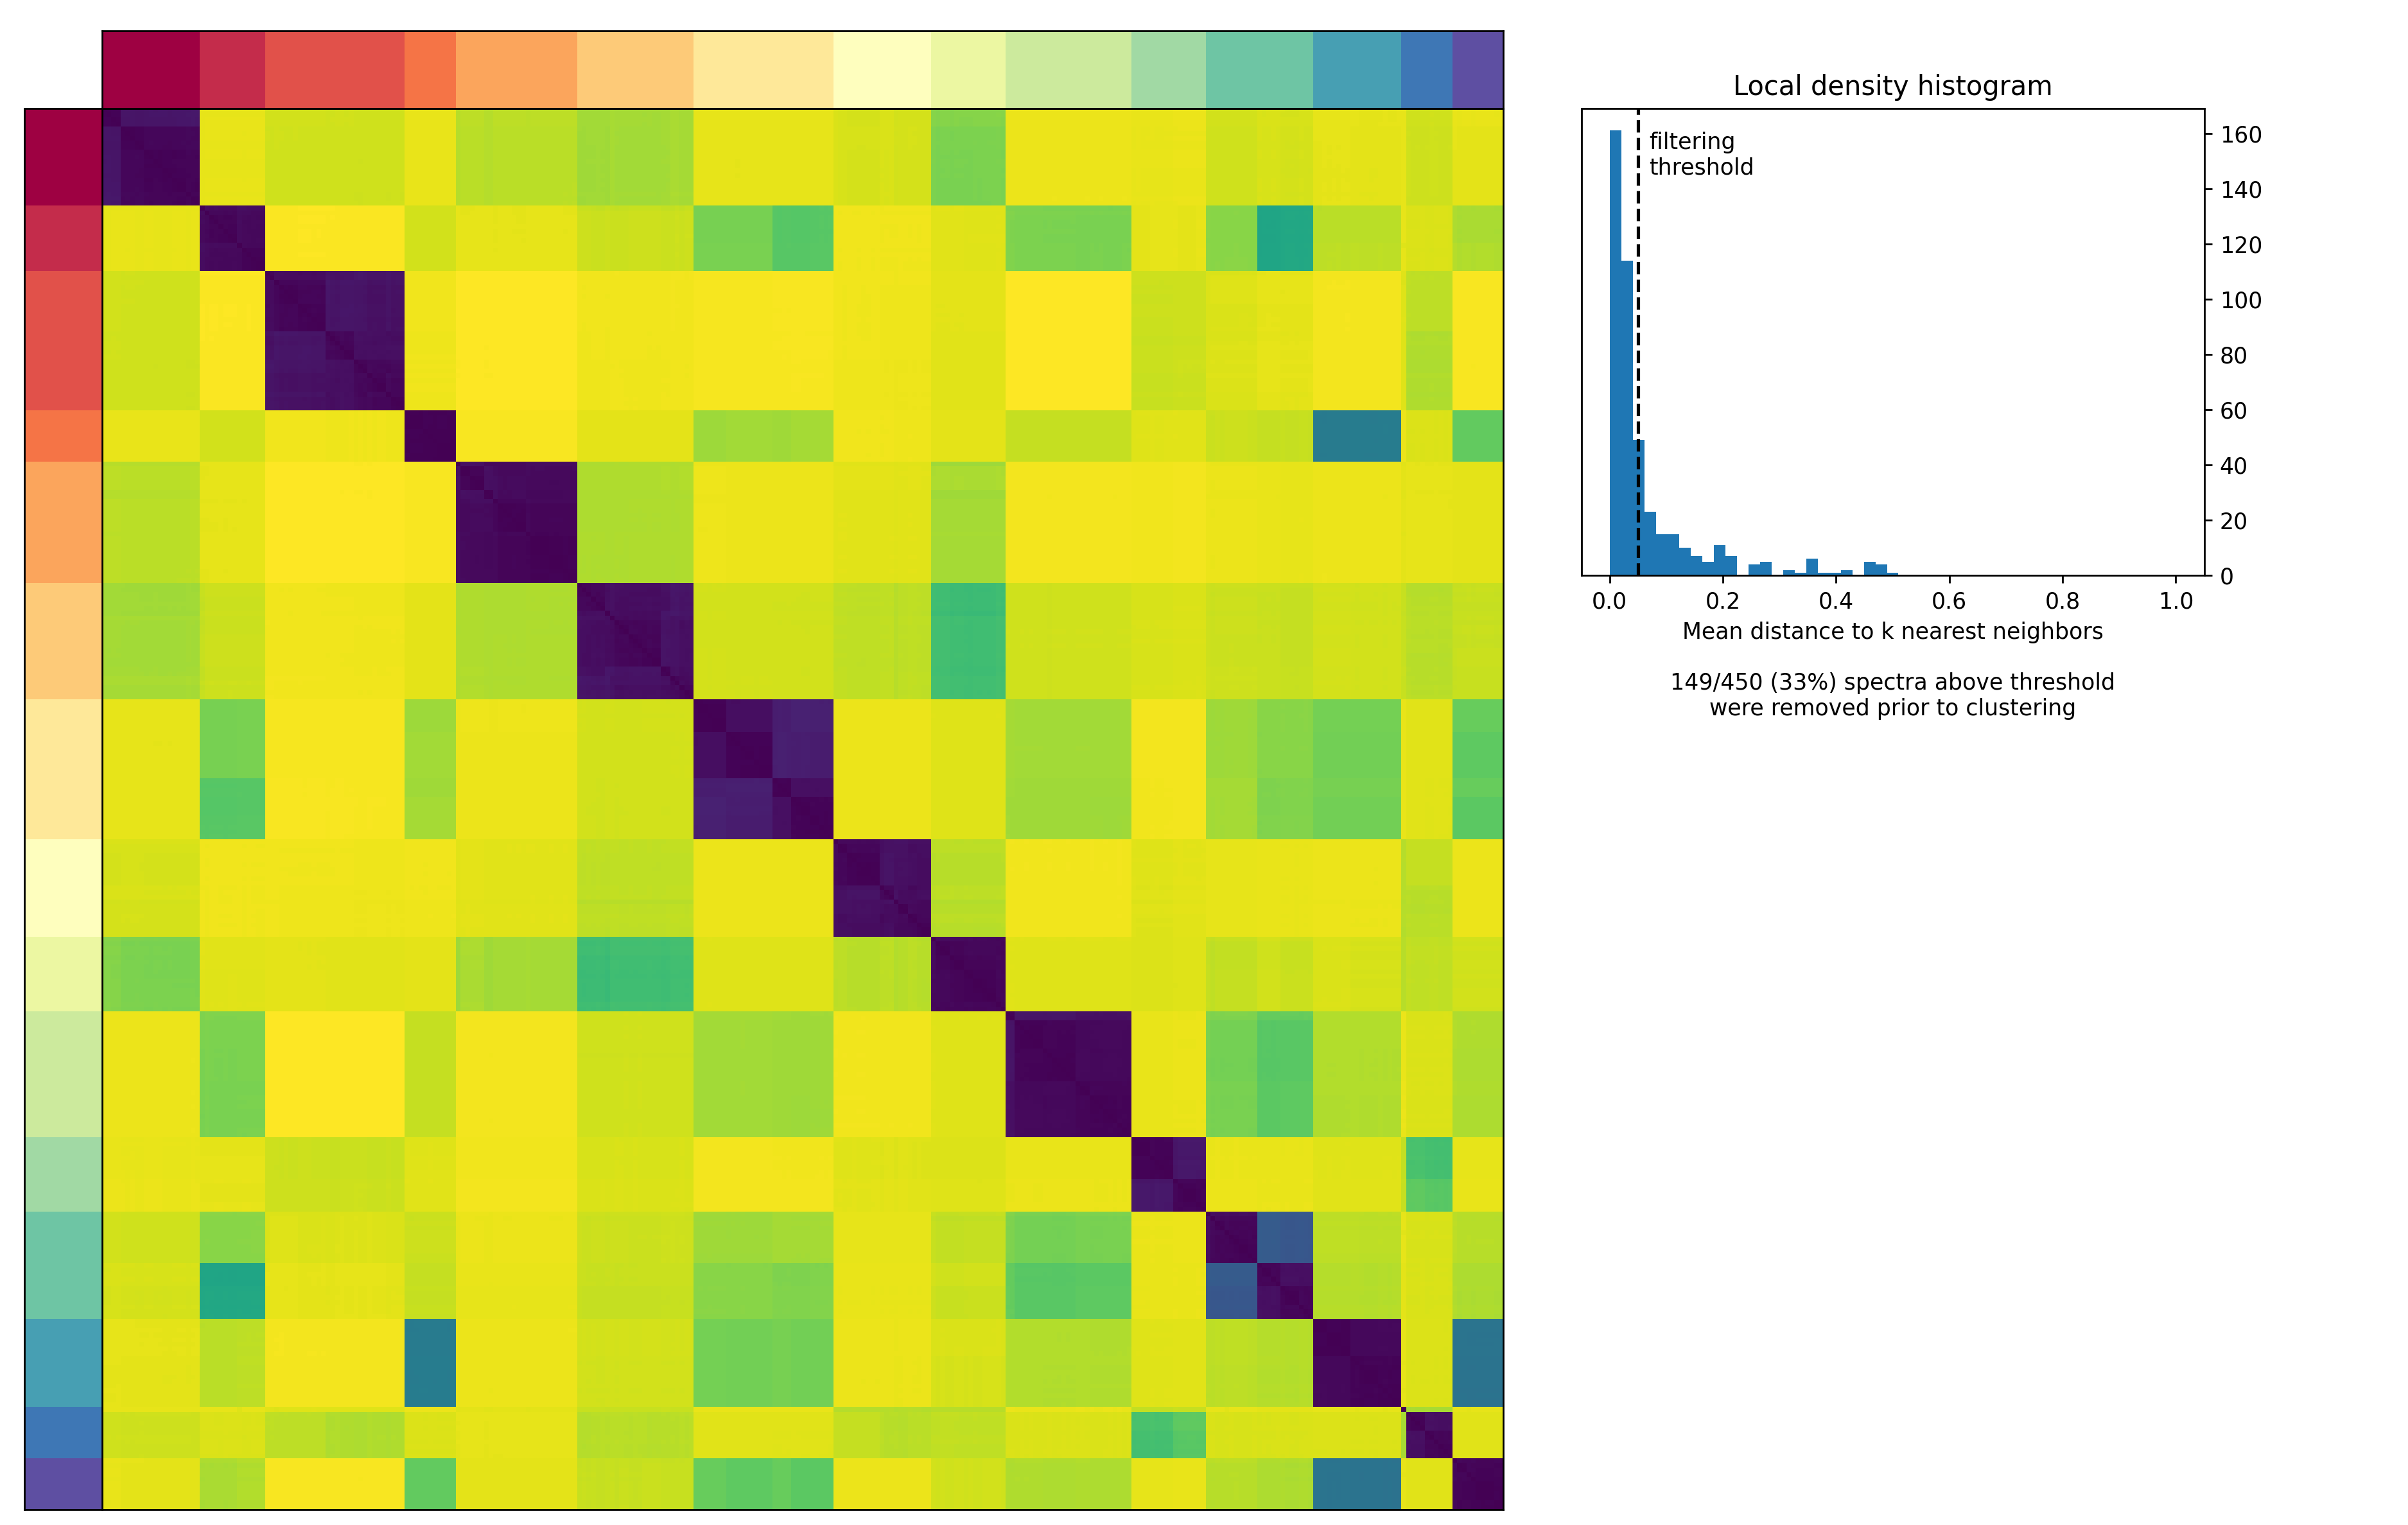 Local density histogram
filtering
threshold
160
140
120
100
80
60
40
20
0
0.0 0.2 0.4 0.6 0.8 1.0
Mean distance to k nearest neighbors
149/450 (33%) spectra above threshold
were removed prior to clustering